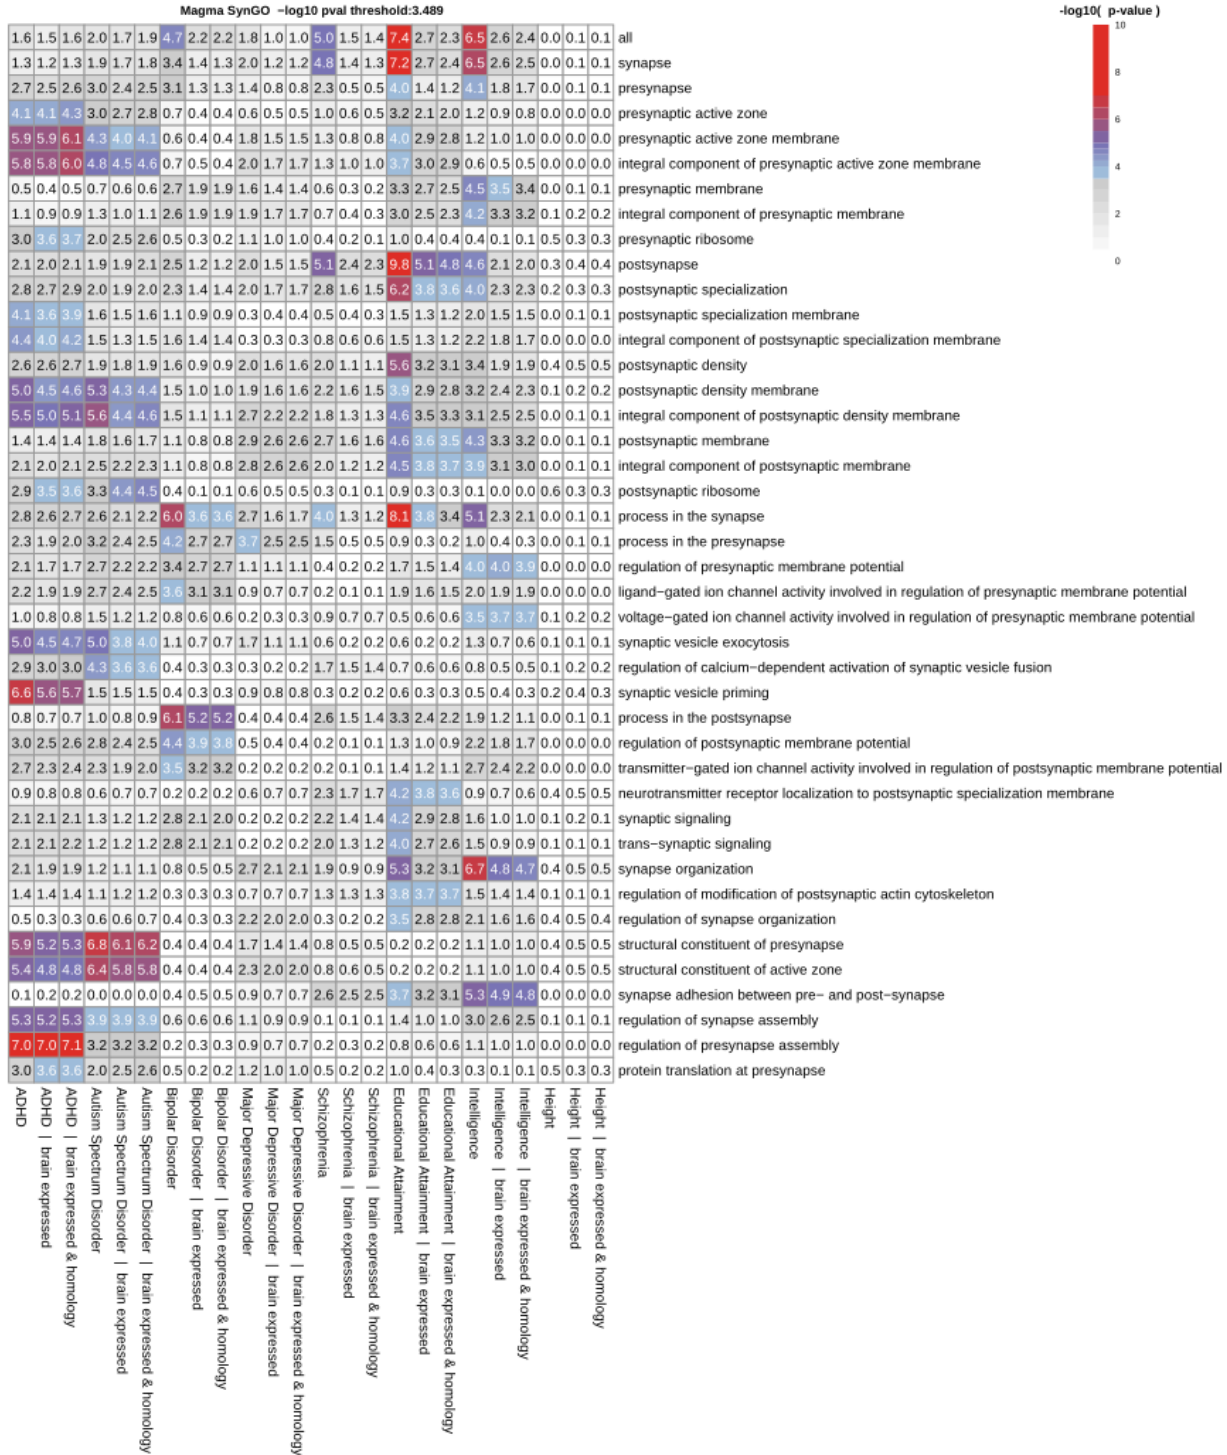 Magma SynGO −log10 pval threshold:3.489
-log10( p-value )
10
8
6
4
2
0
1.6 1.5 1.6 2.0 1.7 1.9 4.7 2.2 2.2 1.8 1.0 1.0 5.0 1.5 1.4 7.4 2.7 2.3 6.5 2.6 2.4 0.0 0.1 0.1 all
1.3 1.2 1.3 1.9 1.7 1.8 3.4 1.4 1.3 2.0 1.2 1.2 4.8 1.4 1.3 7.2 2.7 2.4 6.5 2.6 2.5 0.0 0.1 0.1 synapse
2.7 2.5 2.6 3.0 2.4 2.5 3.1 1.3 1.3 1.4 0.8 0.8 2.3 0.5 0.5 4.0 1.4 1.2 4.1 1.8 1.7 0.0 0.1 0.1 presynapse
4.1 4.1 4.3 3.0 2.7 2.8 0.7 0.4 0.4 0.6 0.5 0.5 1.0 0.6 0.5 3.2 2.1 2.0 1.2 0.9 0.8 0.0 0.0 0.0 presynaptic active zone
5.9 5.9 6.1 4.3 4.0 4.1 0.6 0.4 0.4 1.8 1.5 1.5 1.3 0.8 0.8 4.0 2.9 2.8 1.2 1.0 1.0 0.0 0.0 0.0 presynaptic active zone membrane
5.8 5.8 6.0 4.8 4.5 4.6 0.7 0.5 0.4 2.0 1.7 1.7 1.3 1.0 1.0 3.7 3.0 2.9 0.6 0.5 0.5 0.0 0.0 0.0 integral component of presynaptic active zone membrane
0.5 0.4 0.5 0.7 0.6 0.6 2.7 1.9 1.9 1.6 1.4 1.4 0.6 0.3 0.2 3.3 2.7 2.5 4.5 3.5 3.4 0.0 0.1 0.1 presynaptic membrane
1.1 0.9 0.9 1.3 1.0 1.1 2.6 1.9 1.9 1.9 1.7 1.7 0.7 0.4 0.3 3.0 2.5 2.3 4.2 3.3 3.2 0.1 0.2 0.2 integral component of presynaptic membrane
3.0 3.6 3.7 2.0 2.5 2.6 0.5 0.3 0.2 1.1 1.0 1.0 0.4 0.2 0.1 1.0 0.4 0.4 0.4 0.1 0.1 0.5 0.3 0.3 presynaptic ribosome
2.1 2.0 2.1 1.9 1.9 2.1 2.5 1.2 1.2 2.0 1.5 1.5 5.1 2.4 2.3 9.8 5.1 4.8 4.6 2.1 2.0 0.3 0.4 0.4 postsynapse
2.8 2.7 2.9 2.0 1.9 2.0 2.3 1.4 1.4 2.0 1.7 1.7 2.8 1.6 1.5 6.2 3.8 3.6 4.0 2.3 2.3 0.2 0.3 0.3 postsynaptic specialization
4.1 3.6 3.9 1.6 1.5 1.6 1.1 0.9 0.9 0.3 0.4 0.4 0.5 0.4 0.3 1.5 1.3 1.2 2.0 1.5 1.5 0.0 0.1 0.1 postsynaptic specialization membrane
4.4 4.0 4.2 1.5 1.3 1.5 1.6 1.4 1.4 0.3 0.3 0.3 0.8 0.6 0.6 1.5 1.3 1.2 2.2 1.8 1.7 0.0 0.1 0.1 integral component of postsynaptic specialization membrane
2.6 2.6 2.7 1.9 1.8 1.9 1.6 0.9 0.9 2.0 1.6 1.6 2.0 1.1 1.1 5.6 3.2 3.1 3.4 1.9 1.9 0.4 0.5 0.5 postsynaptic density
5.0 4.5 4.6 5.3 4.3 4.4 1.5 1.0 1.0 1.9 1.6 1.6 2.2 1.6 1.5 3.9 2.9 2.8 3.2 2.4 2.3 0.1 0.2 0.2 postsynaptic density membrane
5.5 5.0 5.1 5.6 4.4 4.6 1.5 1.1 1.1 2.7 2.2 2.2 1.8 1.3 1.3 4.6 3.5 3.3 3.1 2.5 2.5 0.0 0.1 0.1 integral component of postsynaptic density membrane
1.4 1.4 1.4 1.8 1.6 1.7 1.1 0.8 0.8 2.9 2.6 2.6 2.7 1.6 1.6 4.6 3.6 3.5 4.3 3.3 3.2 0.0 0.1 0.1 postsynaptic membrane
2.1 2.0 2.1 2.5 2.2 2.3 1.1 0.8 0.8 2.8 2.6 2.6 2.0 1.2 1.2 4.5 3.8 3.7 3.9 3.1 3.0 0.0 0.1 0.1 integral component of postsynaptic membrane
2.9 3.5 3.6 3.3 4.4 4.5 0.4 0.1 0.1 0.6 0.5 0.5 0.3 0.1 0.1 0.9 0.3 0.3 0.1 0.0 0.0 0.6 0.3 0.3 postsynaptic ribosome
2.8 2.6 2.7 2.6 2.1 2.2 6.0 3.6 3.6 2.7 1.6 1.7 4.0 1.3 1.2 8.1 3.8 3.4 5.1 2.3 2.1 0.0 0.1 0.1 process in the synapse
2.3 1.9 2.0 3.2 2.4 2.5 4.2 2.7 2.7 3.7 2.5 2.5 1.5 0.5 0.5 0.9 0.3 0.2 1.0 0.4 0.3 0.0 0.1 0.1 process in the presynapse
2.1 1.7 1.7 2.7 2.2 2.2 3.4 2.7 2.7 1.1 1.1 1.1 0.4 0.2 0.2 1.7 1.5 1.4 4.0 4.0 3.9 0.0 0.0 0.0 regulation of presynaptic membrane potential
2.2 1.9 1.9 2.7 2.4 2.5 3.6 3.1 3.1 0.9 0.7 0.7 0.2 0.1 0.1 1.9 1.6 1.5 2.0 1.9 1.9 0.0 0.0 0.0 ligand−gated ion channel activity involved in regulation of presynaptic membrane potential
1.0 0.8 0.8 1.5 1.2 1.2 0.8 0.6 0.6 0.2 0.3 0.3 0.9 0.7 0.7 0.5 0.6 0.6 3.5 3.7 3.7 0.1 0.2 0.2 voltage−gated ion channel activity involved in regulation of presynaptic membrane potential
5.0 4.5 4.7 5.0 3.8 4.0 1.1 0.7 0.7 1.7 1.1 1.1 0.6 0.2 0.2 0.6 0.2 0.2 1.3 0.7 0.6 0.1 0.1 0.1 synaptic vesicle exocytosis
2.9 3.0 3.0 4.3 3.6 3.6 0.4 0.3 0.3 0.3 0.2 0.2 1.7 1.5 1.4 0.7 0.6 0.6 0.8 0.5 0.5 0.1 0.2 0.2 regulation of calcium−dependent activation of synaptic vesicle fusion
6.6 5.6 5.7 1.5 1.5 1.5 0.4 0.3 0.3 0.9 0.8 0.8 0.3 0.2 0.2 0.6 0.3 0.3 0.5 0.4 0.3 0.2 0.4 0.3 synaptic vesicle priming
0.8 0.7 0.7 1.0 0.8 0.9 6.1 5.2 5.2 0.4 0.4 0.4 2.6 1.5 1.4 3.3 2.4 2.2 1.9 1.2 1.1 0.0 0.1 0.1 process in the postsynapse
3.0 2.5 2.6 2.8 2.4 2.5 4.4 3.9 3.8 0.5 0.4 0.4 0.2 0.1 0.1 1.3 1.0 0.9 2.2 1.8 1.7 0.0 0.0 0.0 regulation of postsynaptic membrane potential
2.7 2.3 2.4 2.3 1.9 2.0 3.5 3.2 3.2 0.2 0.2 0.2 0.2 0.1 0.1 1.4 1.2 1.1 2.7 2.4 2.2 0.0 0.0 0.0 transmitter−gated ion channel activity involved in regulation of postsynaptic membrane potential
0.9 0.8 0.8 0.6 0.7 0.7 0.2 0.2 0.2 0.6 0.7 0.7 2.3 1.7 1.7 4.2 3.8 3.6 0.9 0.7 0.6 0.4 0.5 0.5 neurotransmitter receptor localization to postsynaptic specialization membrane
2.1 2.1 2.1 1.3 1.2 1.2 2.8 2.1 2.0 0.2 0.2 0.2 2.2 1.4 1.4 4.2 2.9 2.8 1.6 1.0 1.0 0.1 0.2 0.1 synaptic signaling
2.1 2.1 2.2 1.2 1.2 1.2 2.8 2.1 2.1 0.2 0.2 0.2 2.0 1.3 1.2 4.0 2.7 2.6 1.5 0.9 0.9 0.1 0.1 0.1 trans−synaptic signaling
2.1 1.9 1.9 1.2 1.1 1.1 0.8 0.5 0.5 2.7 2.1 2.1 1.9 0.9 0.9 5.3 3.2 3.1 6.7 4.8 4.7 0.4 0.5 0.5 synapse organization
1.4 1.4 1.4 1.1 1.2 1.2 0.3 0.3 0.3 0.7 0.7 0.7 1.3 1.3 1.3 3.8 3.7 3.7 1.5 1.4 1.4 0.1 0.1 0.1 regulation of modification of postsynaptic actin cytoskeleton
0.5 0.3 0.3 0.6 0.6 0.7 0.4 0.3 0.3 2.2 2.0 2.0 0.3 0.2 0.2 3.5 2.8 2.8 2.1 1.6 1.6 0.4 0.5 0.4 regulation of synapse organization
5.9 5.2 5.3 6.8 6.1 6.2 0.4 0.4 0.4 1.7 1.4 1.4 0.8 0.5 0.5 0.2 0.2 0.2 1.1 1.0 1.0 0.4 0.5 0.5 structural constituent of presynapse
5.4 4.8 4.8 6.4 5.8 5.8 0.4 0.4 0.4 2.3 2.0 2.0 0.8 0.6 0.5 0.2 0.2 0.2 1.1 1.0 1.0 0.4 0.5 0.5 structural constituent of active zone
0.1 0.2 0.2 0.0 0.0 0.0 0.4 0.5 0.5 0.9 0.7 0.7 2.6 2.5 2.5 3.7 3.2 3.1 5.3 4.9 4.8 0.0 0.0 0.0 synapse adhesion between pre− and post−synapse
5.3 5.2 5.3 3.9 3.9 3.9 0.6 0.6 0.6 1.1 0.9 0.9 0.1 0.1 0.1 1.4 1.0 1.0 3.0 2.6 2.5 0.1 0.1 0.1 regulation of synapse assembly
7.0 7.0 7.1 3.2 3.2 3.2 0.2 0.3 0.3 0.9 0.7 0.7 0.2 0.3 0.2 0.8 0.6 0.6 1.1 1.0 1.0 0.0 0.0 0.0 regulation of presynapse assembly
3.0 3.6 3.6 2.0 2.5 2.6 0.5 0.2 0.2 1.2 1.0 1.0 0.5 0.2 0.2 1.0 0.4 0.3 0.3 0.1 0.1 0.5 0.3 0.3 protein translation at presynapse
ADHD
ADHD | brain expressed
ADHD | brain expressed & homology
Autism Spectrum Disorder
Autism Spectrum Disorder | brain expressed
Autism Spectrum Disorder | brain expressed & homology
Bipolar Disorder
Bipolar Disorder | brain expressed
Bipolar Disorder | brain expressed & homology
Major Depressive Disorder
Major Depressive Disorder | brain expressed
Major Depressive Disorder | brain expressed & homology
Schizophrenia
Schizophrenia | brain expressed
Schizophrenia | brain expressed & homology
Educational Attainment
Educational Attainment | brain expressed
Educational Attainment | brain expressed & homology
Intelligence
Intelligence | brain expressed
Intelligence | brain expressed & homology
Height
Height | brain expressed
Height | brain expressed & homology